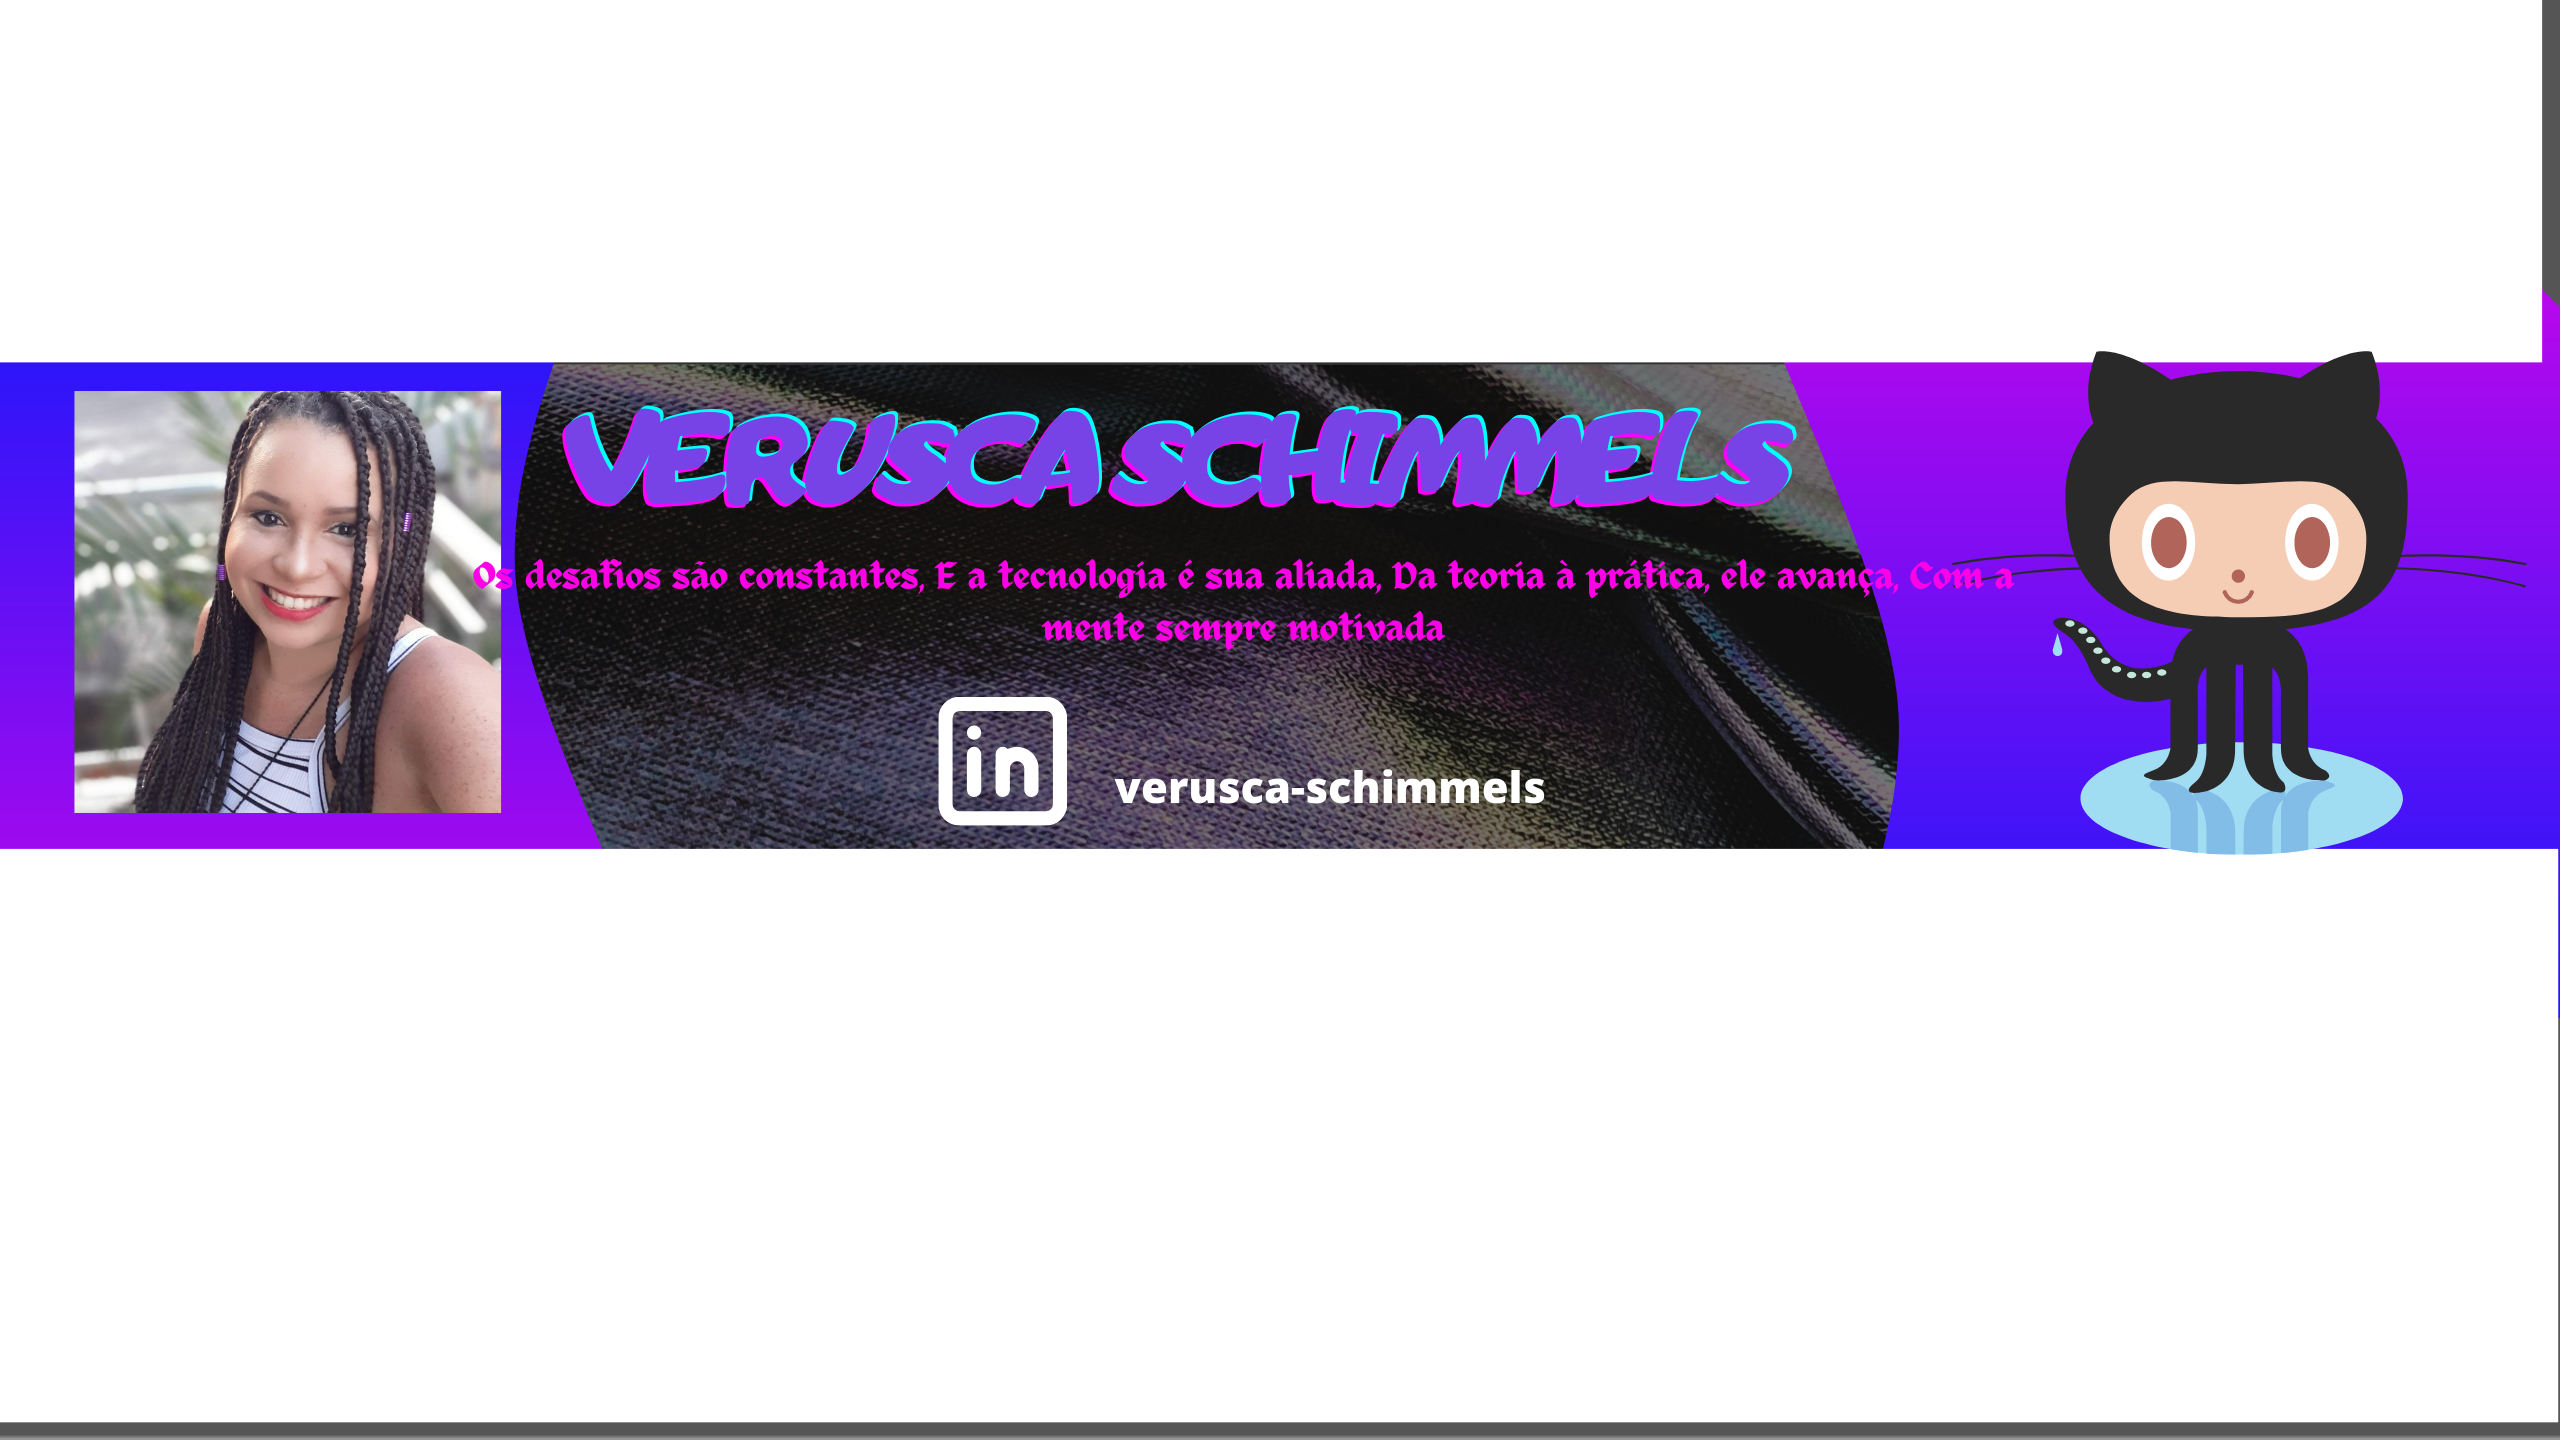 VERUSCA SCHIMMELS
Os desafios são constantes, E a tecnologia é sua aliada, Da teoria à prática, ele avança, Com a
mente sempre motivada
in
verusca-schimmels